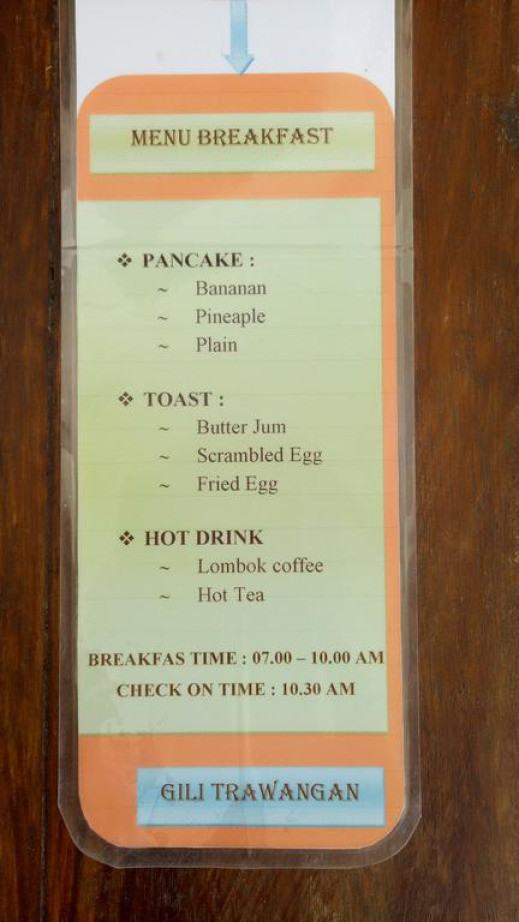 MENU BREAKFAST
❖ PANCAKE :
~ Bananan
~ Pineaple
~ Plain
❖ TOAST :
~ Butter Jum
~ Scrambled Egg
~ Fried Egg
❖ HOT DRINK
~ Lombok coffee
~ Hot Tea
BREAKFAS TIME : 07.00 – 10.00 AM
CHECK ON TIME : 10.30 AM
GILI TRAWANGAN